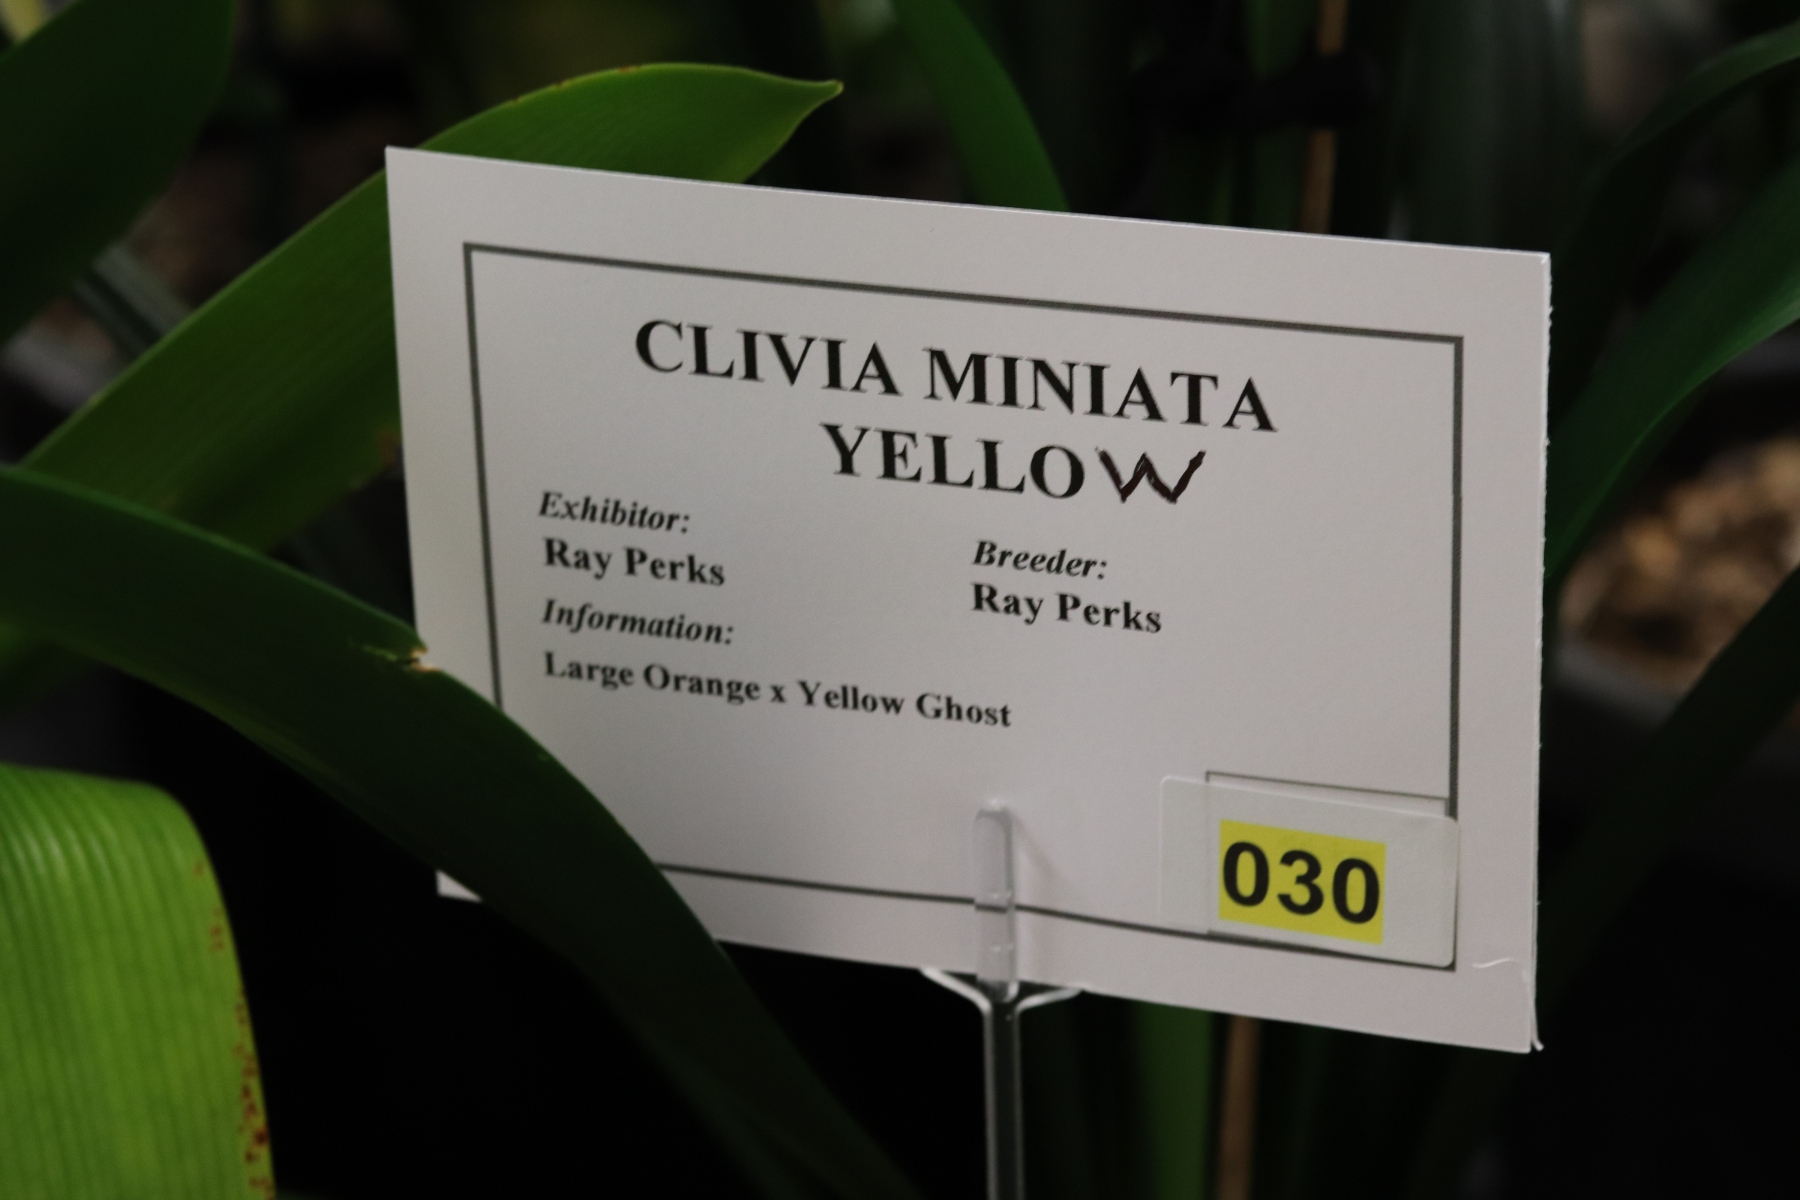 CLIVIA MINIATA
YELLOW
Exhibitor:
Ray Perks
Breeder:
Ray Perks
Information:
Large Orange x Yellow Ghost
030